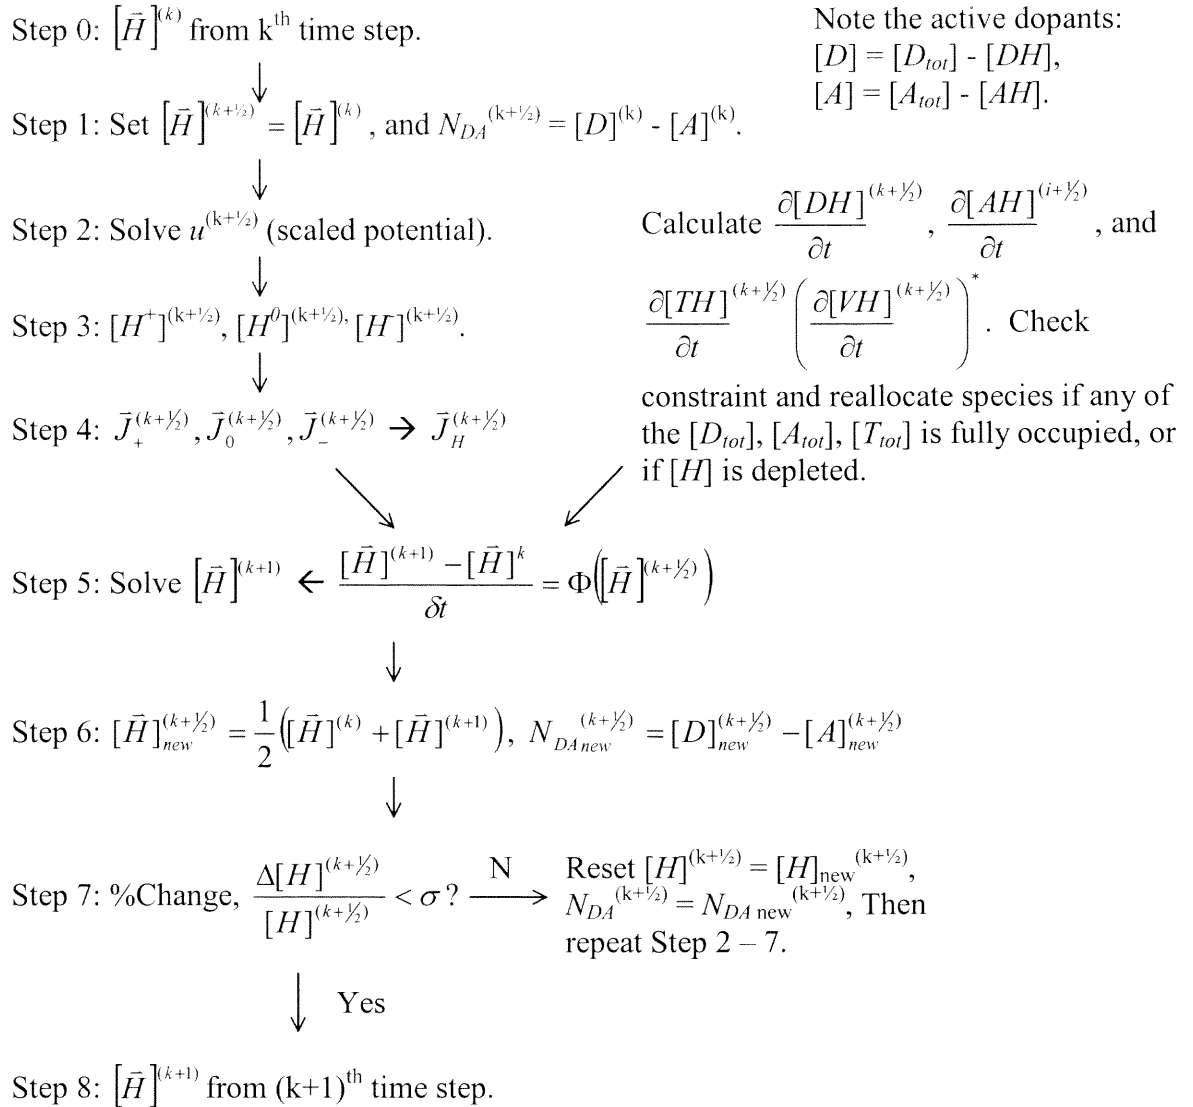 Step 0: [H⃗]^(k) from k^th time step.
Note the active dopants:
[D] = [D_tot] - [DH],
[A] = [A_tot] - [AH].
Step 1: Set [H⃗]^(k+½) = [H⃗]^(k) , and N_DA^(k+½) = [D]^(k) - [A]^(k).
Step 2: Solve u^(k+½) (scaled potential).
Step 3: [H^+]^(k+½), [H^0]^(k+½), [H^-]^(k+½).
Step 4: J⃗_+^(k+½), J⃗_0^(k+½), J⃗_-^(k+½) → J⃗_H^(k+½)
Calculate ∂[DH]^(k+½)/∂t , ∂[AH]^(i+½)/∂t , and
∂[TH]^(k+½)/∂t (∂[VH]^(k+½)/∂t)^* . Check
constraint and reallocate species if any of
the [D_tot], [A_tot], [T_tot] is fully occupied, or
if [H] is depleted.
Step 5: Solve [H⃗]^(k+1) ← ([H⃗]^(k+1) − [H⃗]^k)/δt = Φ([H⃗]^(k+½))
Step 6: [H⃗]_new^(k+½) = 1/2([H⃗]^(k) + [H⃗]^(k+1)), N_DA new^(k+½) = [D]_new^(k+½) − [A]_new^(k+½)
Step 7: %Change, Δ[H]^(k+½)/[H]^(k+½) < σ ? N
Reset [H]^(k+½) = [H]_new^(k+½),
N_DA^(k+½) = N_DA new^(k+½), Then
repeat Step 2 – 7.
Yes
Step 8: [H⃗]^(k+1) from (k+1)^th time step.